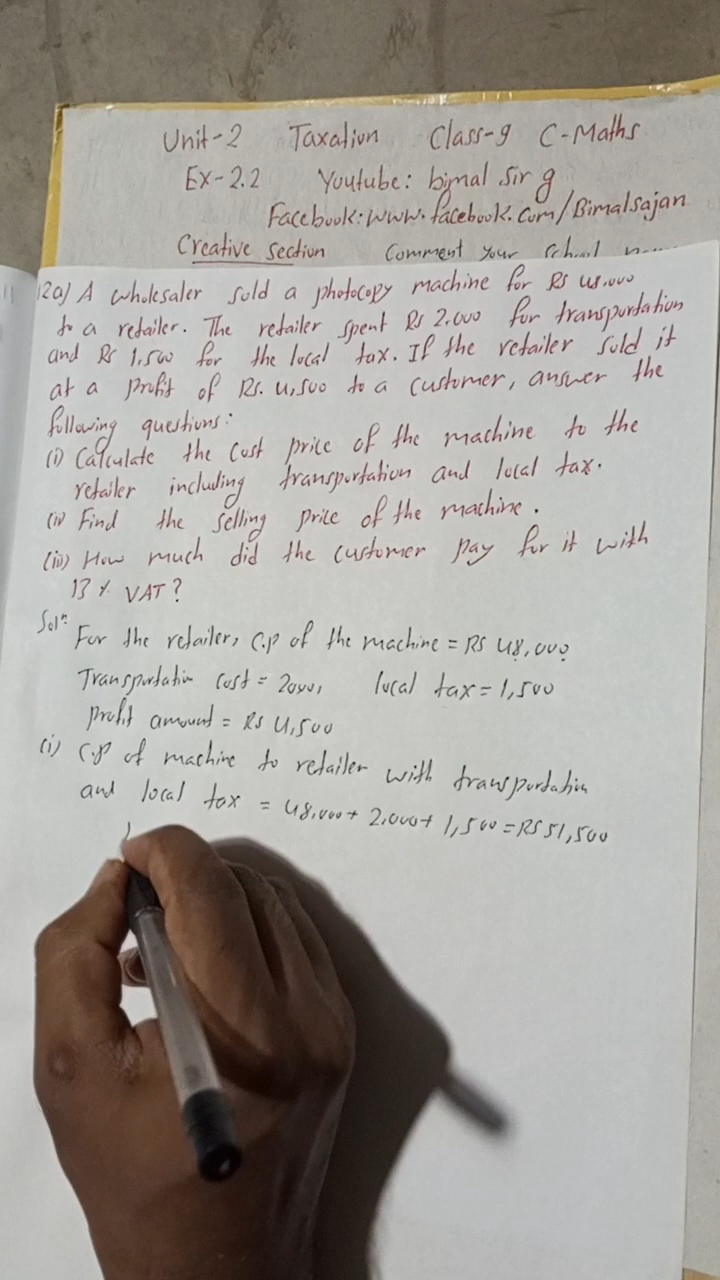 Unit-2 Taxation Class-9 C-Maths
Ex-2.2 Youtube: bimal sir g
Facebook: www.facebook.com/Bimalsajan
Creative section Comment your school
12a) A wholesaler sold a photocopy machine for Rs 48,000
to a retailer. The retailer spent Rs 2,000 for transportation
and Rs 1,500 for the local tax. If the retailer sold it
at a profit of Rs. 4,500 to a customer, answer the
following questions:
(i) Calculate the cost price of the machine to the
retailer including transportation and local tax.
(ii) Find the selling price of the machine.
(iii) How much did the customer pay for it with
13 % VAT?
Solⁿ
For the retailer, C.P of the machine = Rs 48,000
Transportation cost = 2000, local tax = 1,500
profit amount = Rs 4,500
(i) C.P of machine to retailer with transportation
and local tax = 48,000 + 2,000 + 1,500 = Rs 51,500